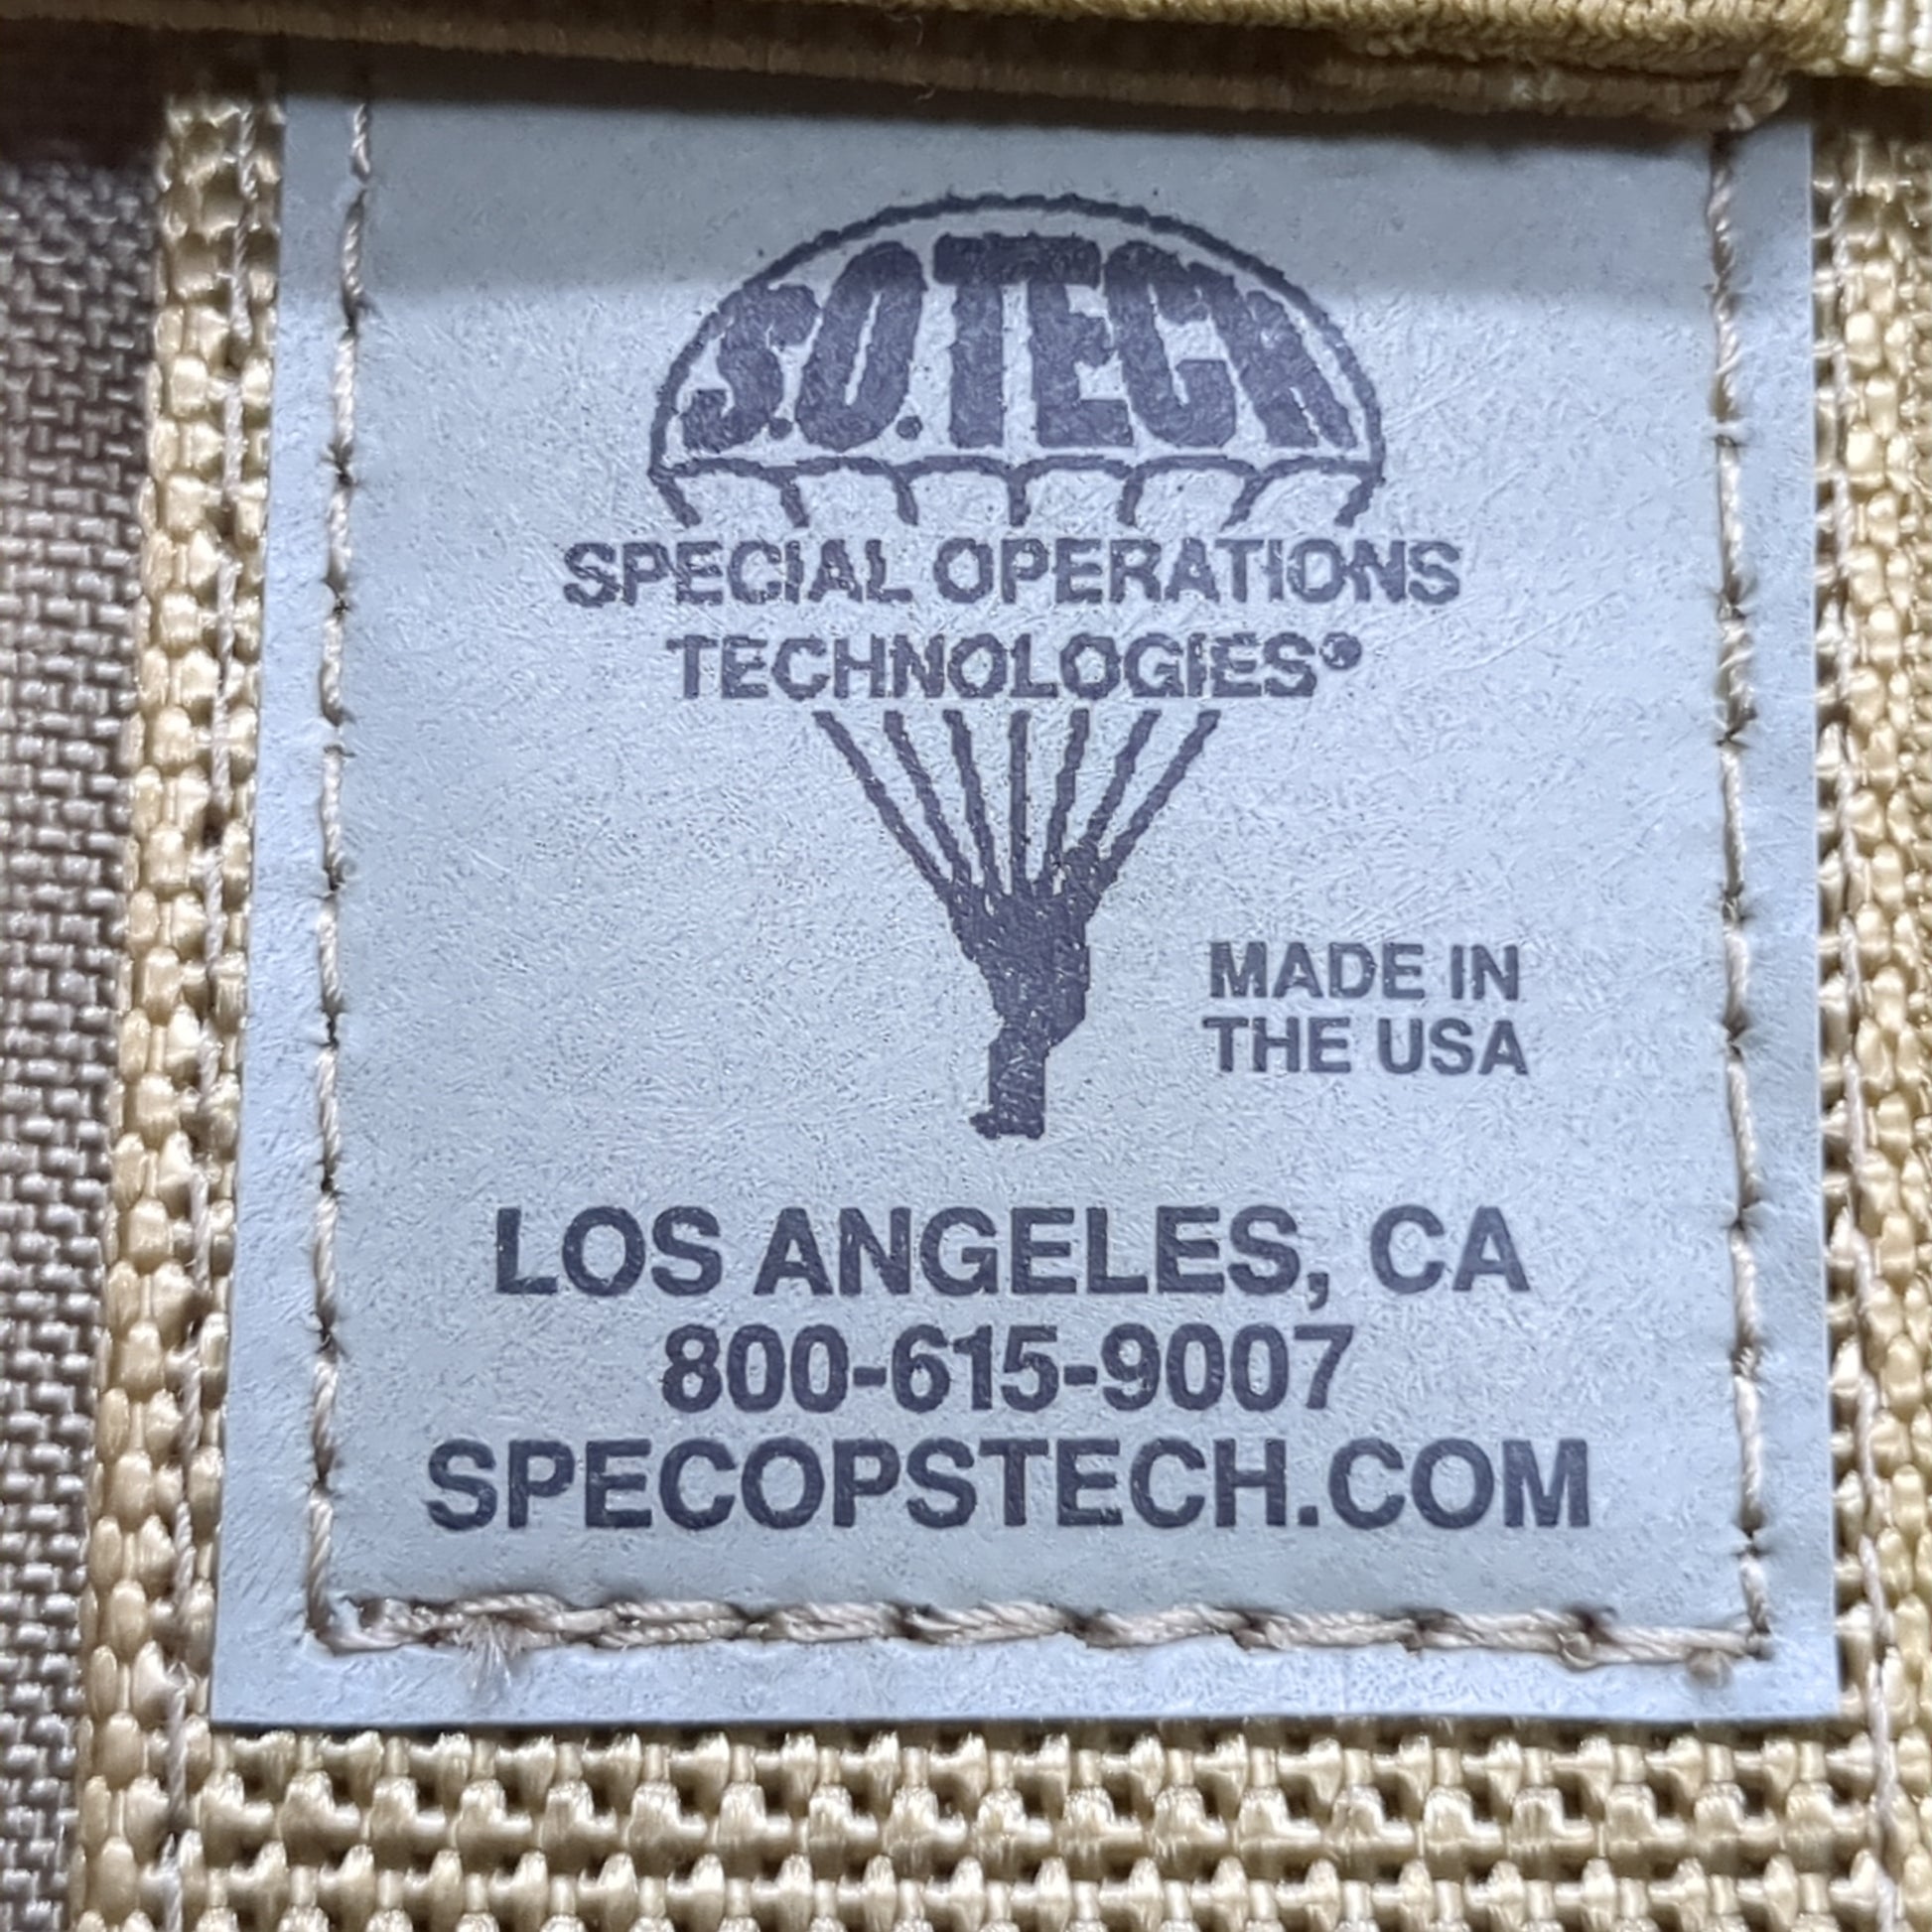 S.O.TECH
SPECIAL OPERATIONS
TECHNOLOGIES®
MADE IN
THE USA
LOS ANGELES, CA
800-615-9007
SPECOPSTECH.COM